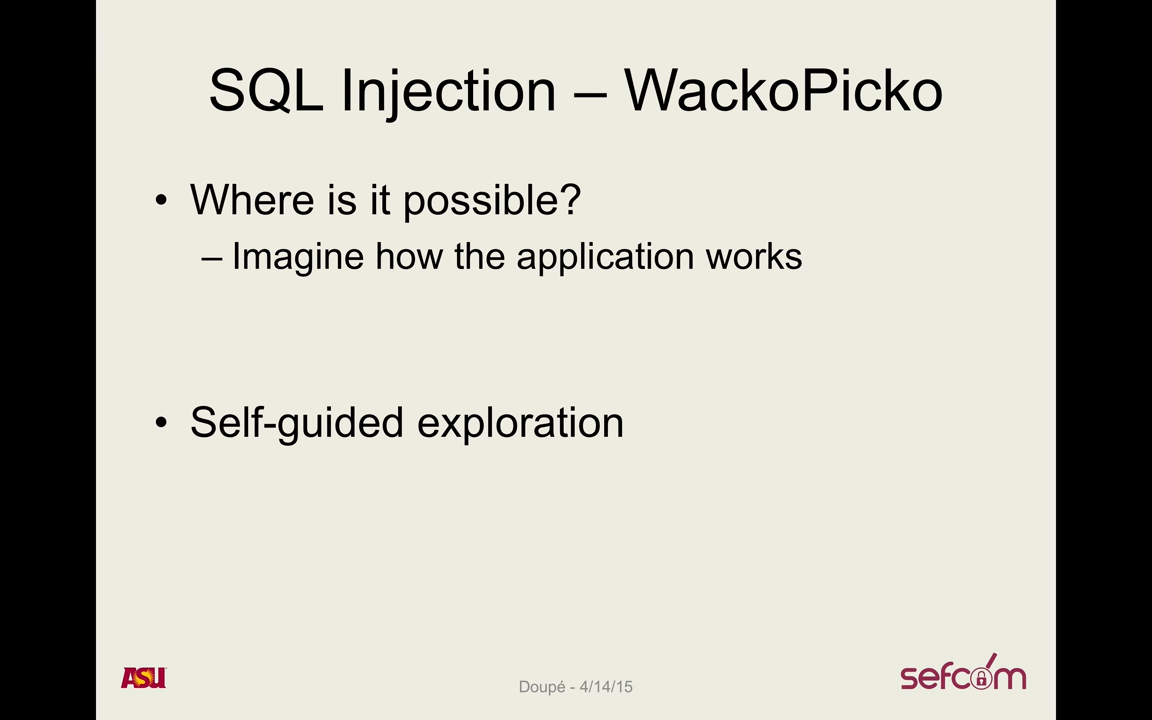 SQL Injection – WackoPicko
• Where is it possible?
– Imagine how the application works
• Self-guided exploration
ASU
Doupé - 4/14/15
sefcom